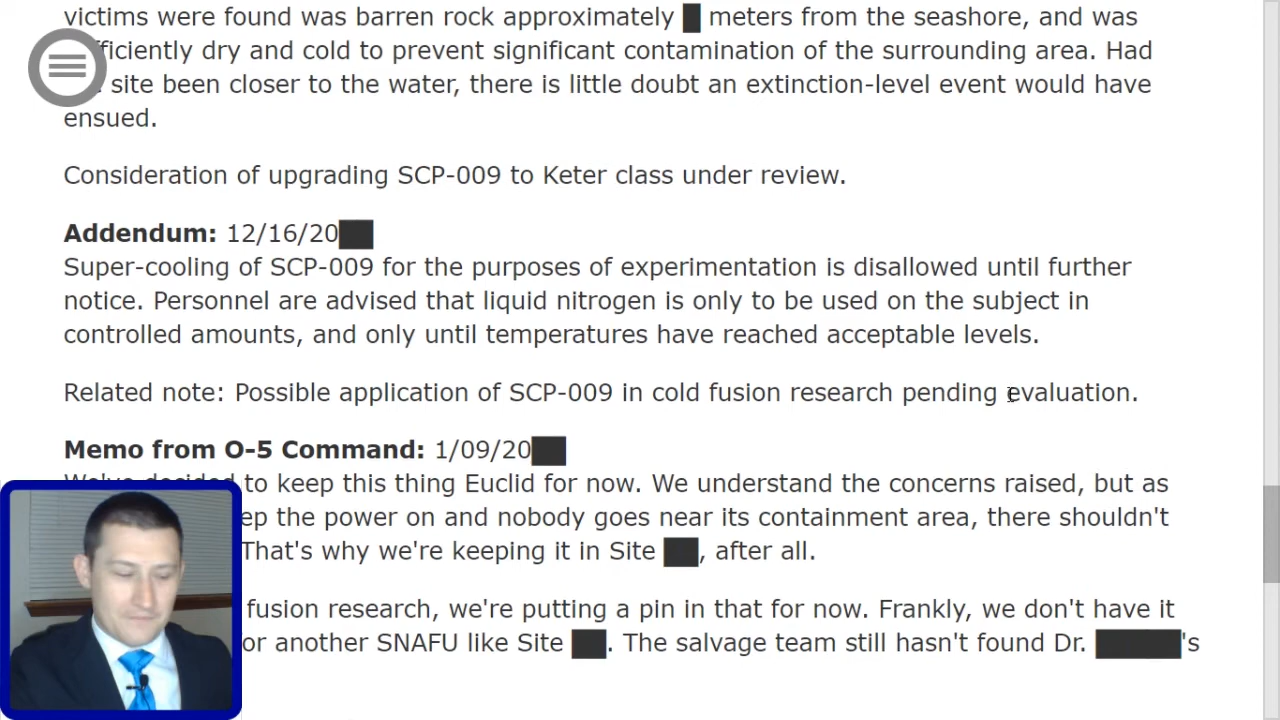 victims were found was barren rock approximately █ meters from the seashore, and was
fficiently dry and cold to prevent significant contamination of the surrounding area. Had
site been closer to the water, there is little doubt an extinction-level event would have
ensued.
Consideration of upgrading SCP-009 to Keter class under review.
Addendum: 12/16/20██
Super-cooling of SCP-009 for the purposes of experimentation is disallowed until further
notice. Personnel are advised that liquid nitrogen is only to be used on the subject in
controlled amounts, and only until temperatures have reached acceptable levels.
Related note: Possible application of SCP-009 in cold fusion research pending evaluation.
Memo from O-5 Command: 1/09/20██
We've decided to keep this thing Euclid for now. We understand the concerns raised, but as
ep the power on and nobody goes near its containment area, there shouldn't
That's why we're keeping it in Site ██, after all.
fusion research, we're putting a pin in that for now. Frankly, we don't have it
or another SNAFU like Site ██. The salvage team still hasn't found Dr. █████'s